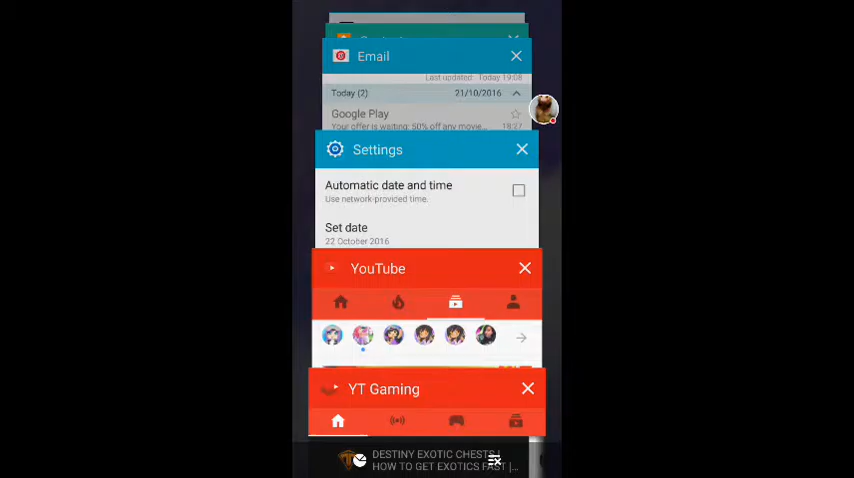 Email
Last updated: Today 19:08
Today (2) 21/10/2016
Google Play
Your offer is waiting: 50% off any movie... 18:27
Settings
Automatic date and time
Use network-provided time.
Set date
22 October 2016
YouTube
YT Gaming
DESTINY EXOTIC CHESTS |
HOW TO GET EXOTICS FAST |...